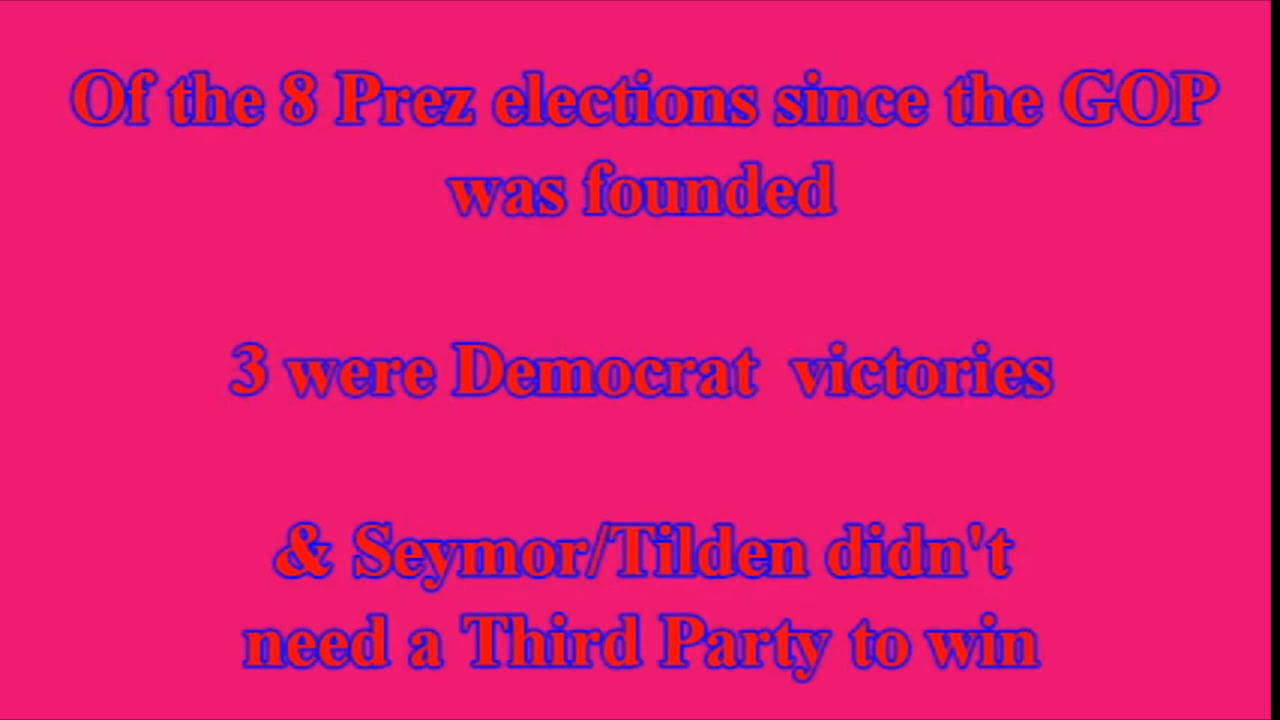 Of the 8 Prez elections since the GOP
was founded
3 were Democrat  victories
& Seymor/Tilden didn't
need a Third Party to win